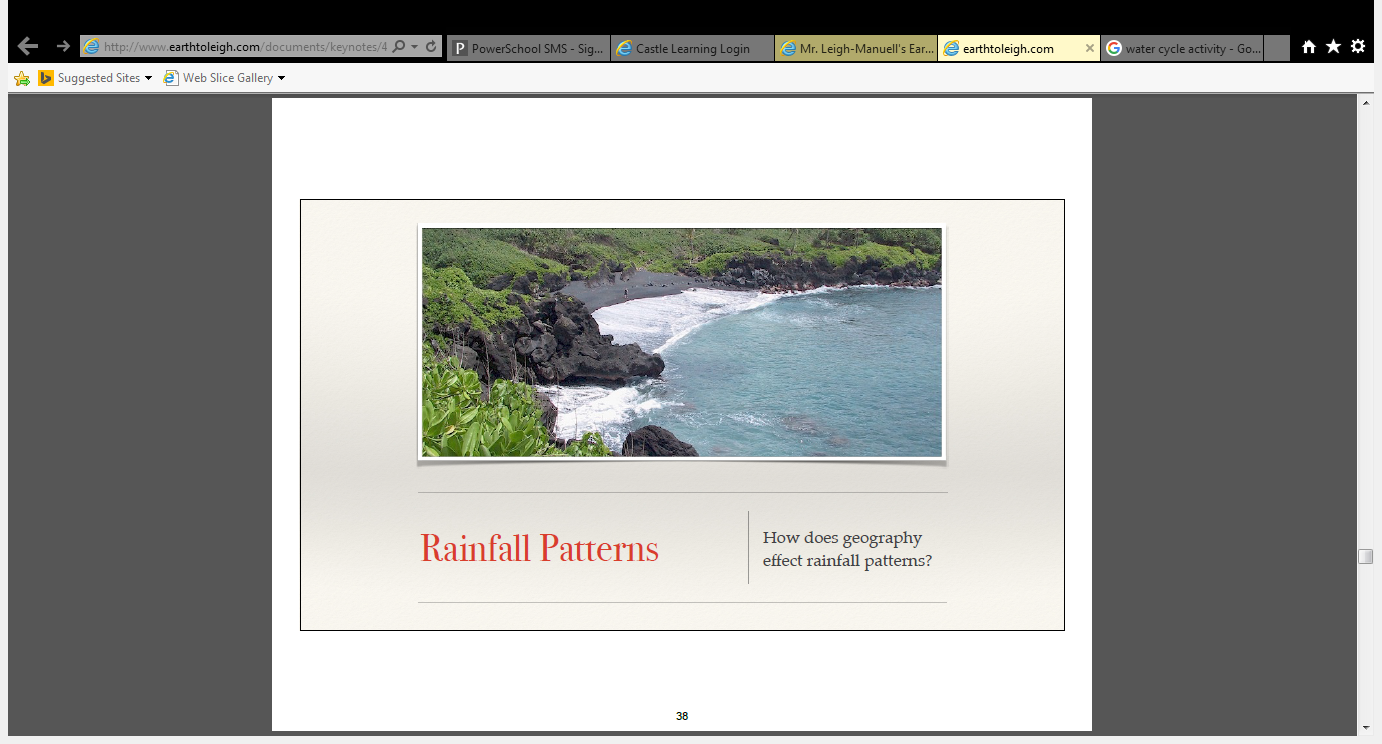 http://www.earthtoleigh.com/documents/keynotes/4
PowerSchool SMS - Sig...
Castle Learning Login
Mr. Leigh-Manuell's Ear...
earthtoleigh.com
water cycle activity - Go...
Suggested Sites
Web Slice Gallery
Rainfall Patterns
How does geography
effect rainfall patterns?
38